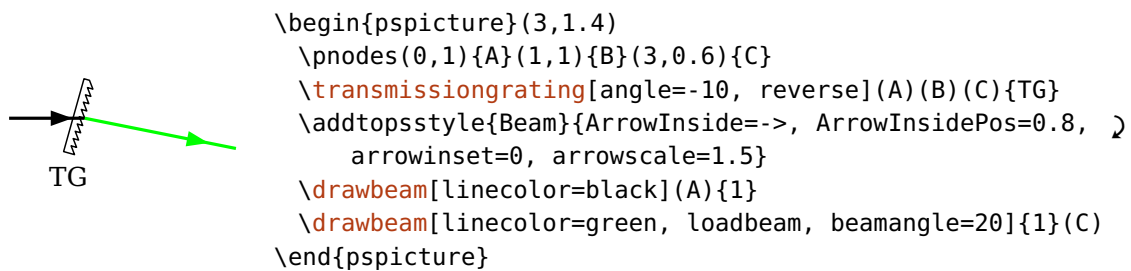 \begin{pspicture}(3,1.4)
\pnodes(0,1){A}(1,1){B}(3,0.6){C}
\transmissiongrating[angle=-10, reverse](A)(B)(C){TG}
\addtopsstyle{Beam}{ArrowInside=->, ArrowInsidePos=0.8,
arrowinset=0, arrowscale=1.5}
\drawbeam[linecolor=black](A){1}
\drawbeam[linecolor=green, loadbeam, beamangle=20]{1}(C)
\end{pspicture}
TG